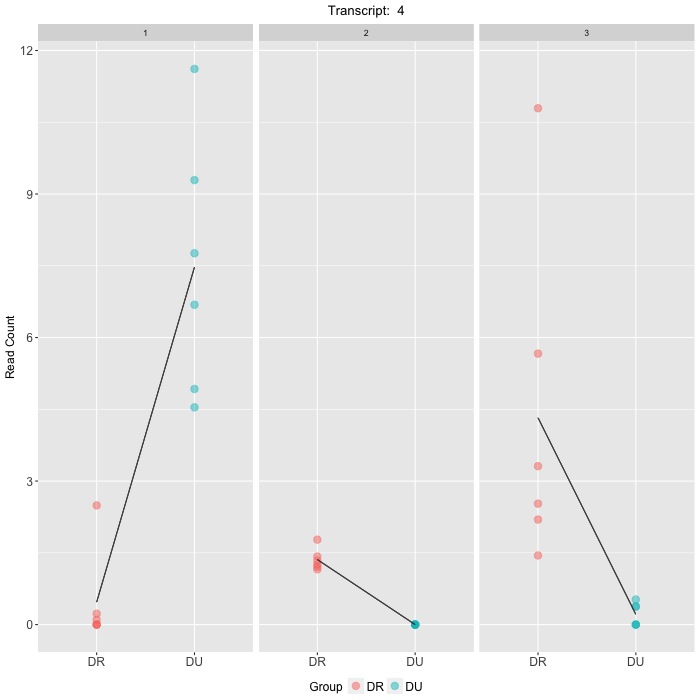 Transcript:  4
1 2 3
12
9
6
3
0
Read Count
DR DU DR DU DR DU
Group DR DU